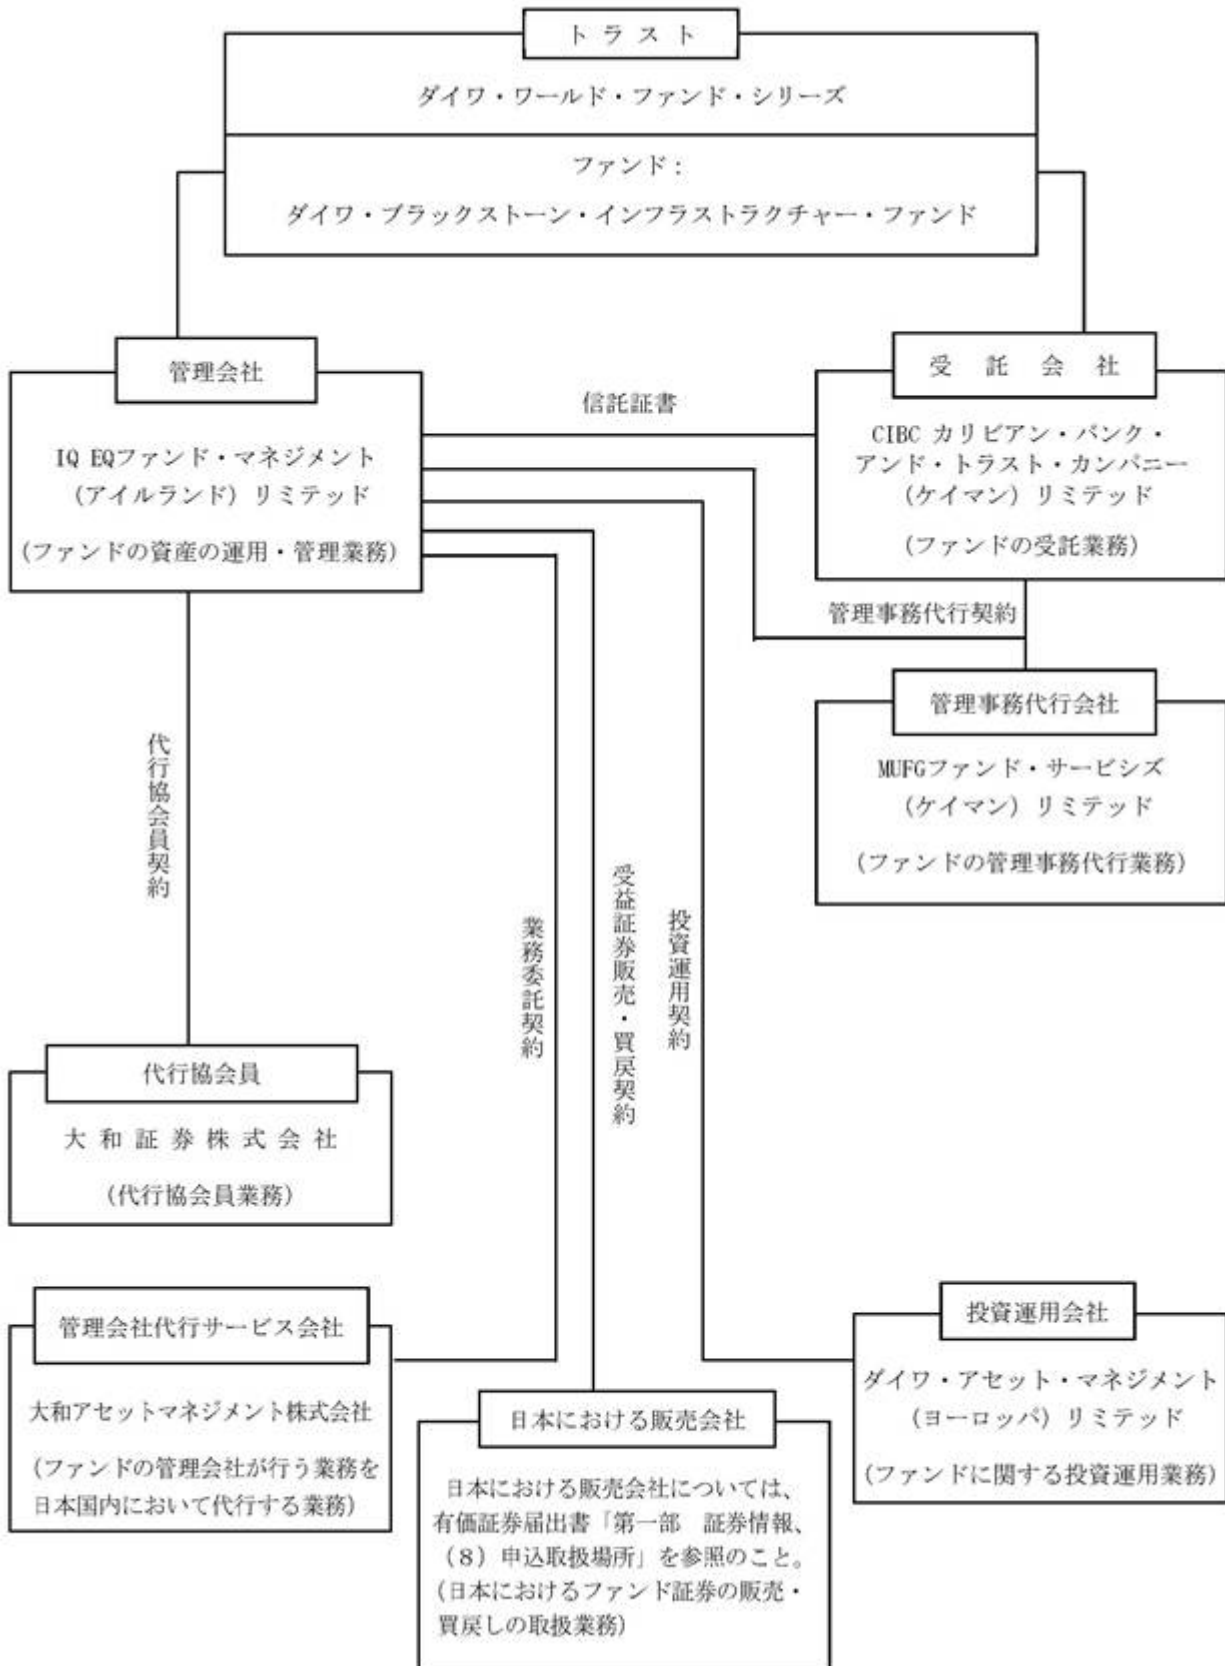 トラスト
ダイワ・ワールド・ファンド・シリーズ
ファンド：
ダイワ・ブラックストーン・インフラストラクチャー・ファンド
管理会社
IQ EQファンド・マネジメント
（アイルランド）リミテッド
（ファンドの資産の運用・管理業務）
信託証書
受託会社
CIBC カリビアン・バンク・
アンド・トラスト・カンパニー
（ケイマン）リミテッド
（ファンドの受託業務）
管理事務代行契約
管理事務代行会社
MUFGファンド・サービシズ
（ケイマン）リミテッド
（ファンドの管理事務代行業務）
代行協会員契約
業務委託契約
受益証券販売・買戻契約
投資運用契約
代行協会員
大和証券株式会社
（代行協会員業務）
管理会社代行サービス会社
大和アセットマネジメント株式会社
（ファンドの管理会社が行う業務を
日本国内において代行する業務）
日本における販売会社
日本における販売会社については、
有価証券届出書「第一部　証券情報、
（８）申込取扱場所」を参照のこと。
（日本におけるファンド証券の販売・
買戻しの取扱業務）
投資運用会社
ダイワ・アセット・マネジメント
（ヨーロッパ）リミテッド
（ファンドに関する投資運用業務）